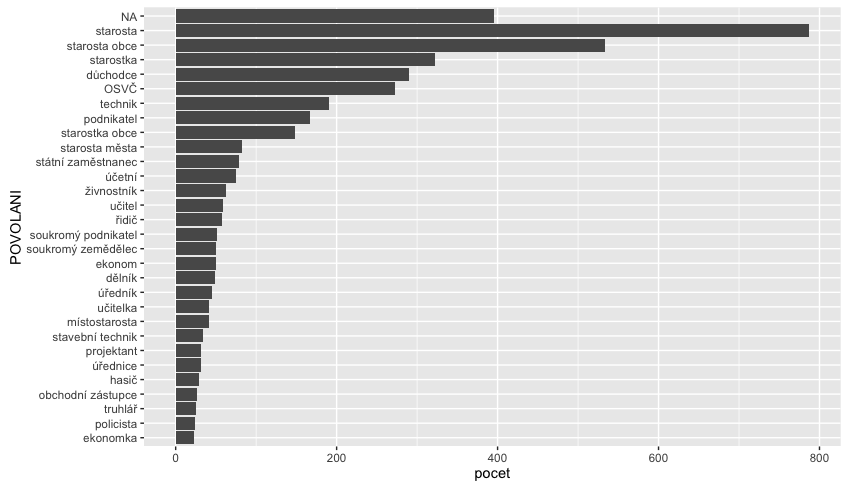 POVOLANI
NA
starosta
starosta obce
starostka
důchodce
OSVČ
technik
podnikatel
starostka obce
starosta města
státní zaměstnanec
účetní
živnostník
učitel
řidič
soukromý podnikatel
soukromý zemědělec
ekonom
dělník
úředník
učitelka
místostarosta
stavební technik
projektant
úřednice
hasič
obchodní zástupce
truhlář
policista
ekonomka
0 200 400 600 800
pocet